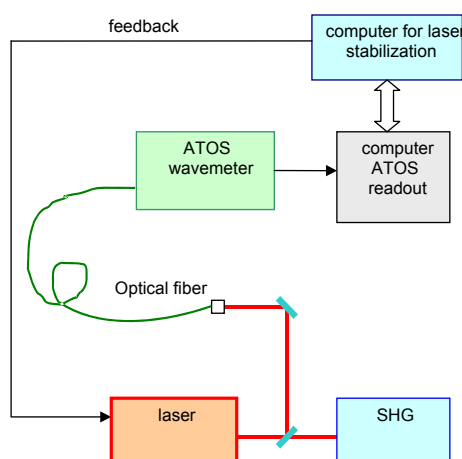 feedback
computer for laser
stabilization
ATOS
wavemeter
computer
ATOS
readout
Optical fiber
laser
SHG